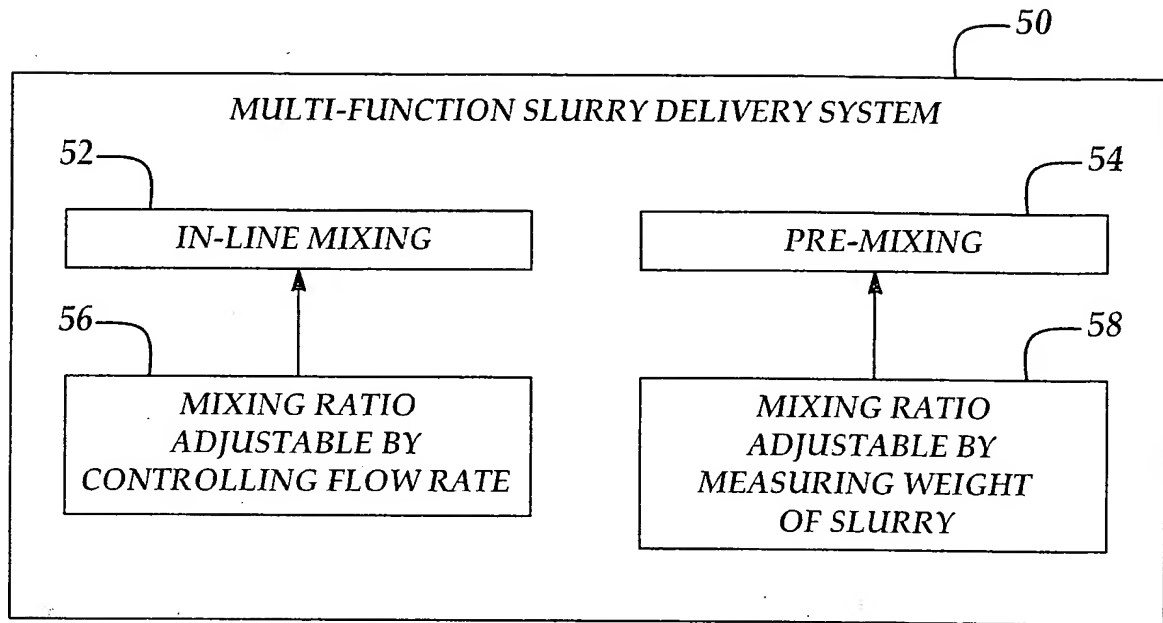 50
MULTI-FUNCTION SLURRY DELIVERY SYSTEM
52
54
IN-LINE MIXING
PRE-MIXING
56
58
MIXING RATIO
ADJUSTABLE BY
CONTROLLING FLOW RATE
MIXING RATIO
ADJUSTABLE BY
MEASURING WEIGHT
OF SLURRY